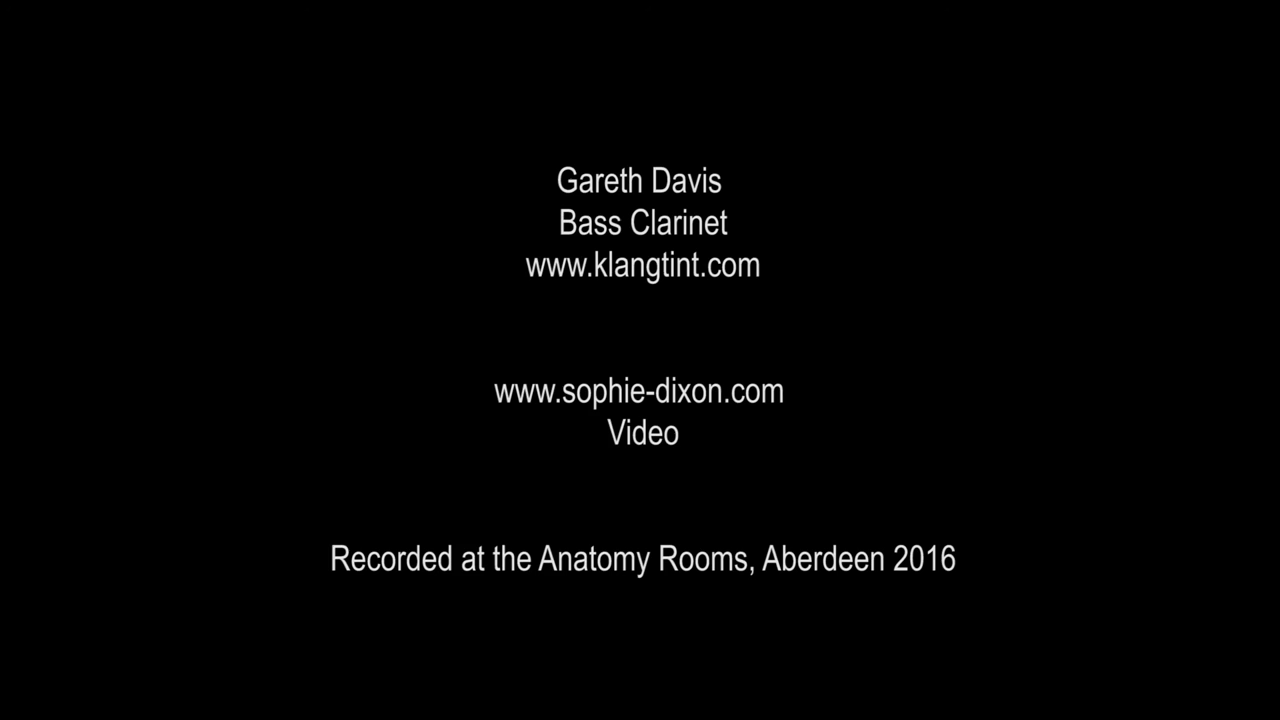 Gareth Davis
Bass Clarinet
www.klangtint.com
www.sophie-dixon.com
Video
Recorded at the Anatomy Rooms, Aberdeen 2016